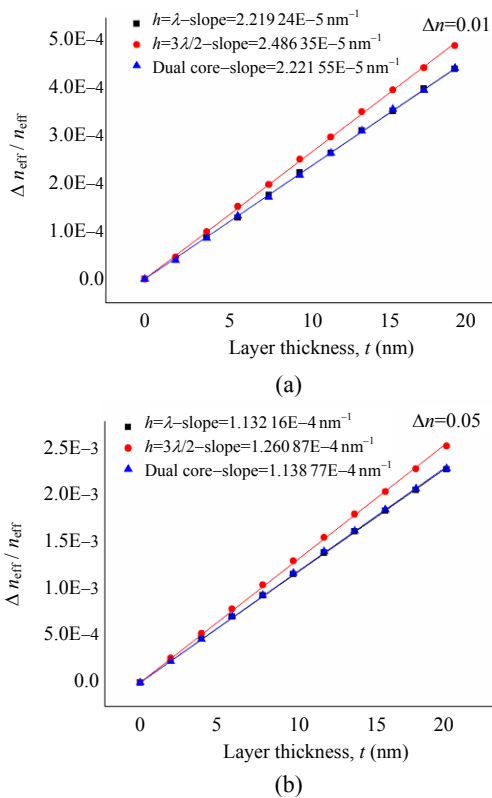 h=λ−slope=2.219 24E−5 nm⁻¹
h=3λ/2−slope=2.486 35E−5 nm⁻¹
Dual core−slope=2.221 55E−5 nm⁻¹
Δn=0.01
5.0E−4
4.0E−4
3.0E−4
2.0E−4
1.0E−4
0.0
Δ n_eff / n_eff
0 5 10 15 20
Layer thickness, t (nm)
(a)
h=λ−slope=1.132 16E−4 nm⁻¹
h=3λ/2−slope=1.260 87E−4 nm⁻¹
Dual core−slope=1.138 77E−4 nm⁻¹
Δn=0.05
2.5E−3
2.0E−3
1.5E−3
1.0E−3
5.0E−4
0.0
Δ n_eff / n_eff
0 5 10 15 20
Layer thickness, t (nm)
(b)